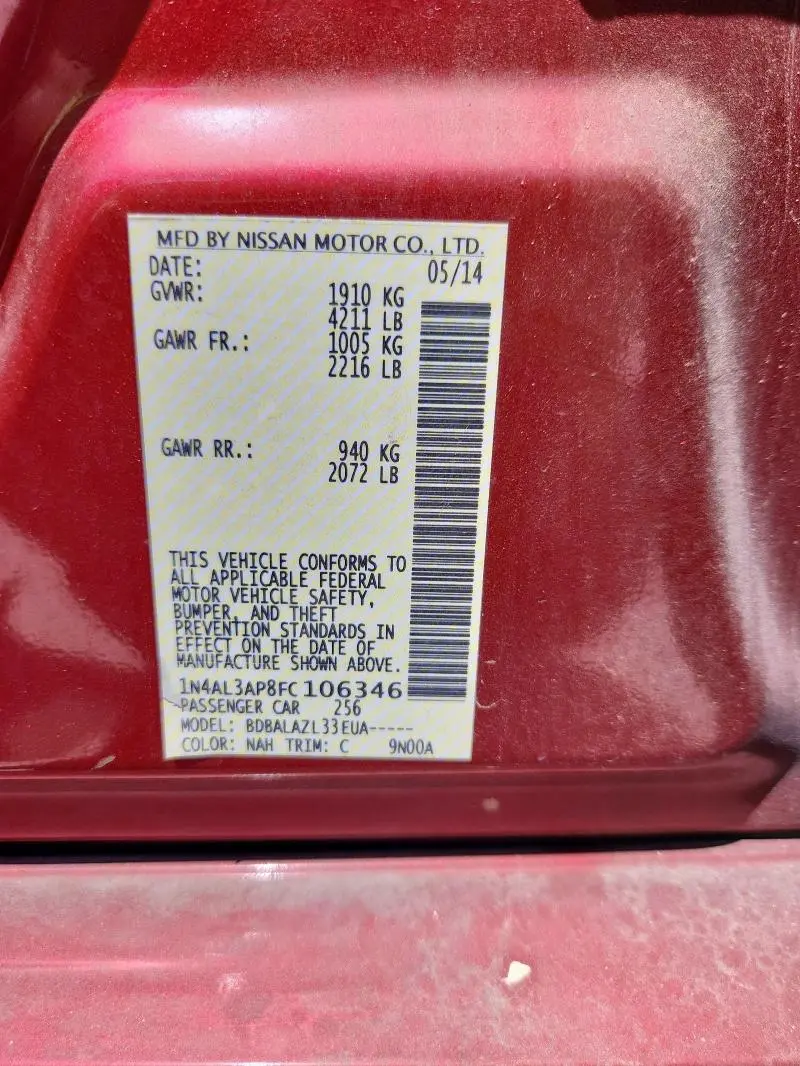 MFD BY NISSAN MOTOR CO., LTD.
DATE: 05/14
GVWR: 1910 KG
4211 LB
GAWR FR.: 1005 KG
2216 LB
GAWR RR.: 940 KG
2072 LB
THIS VEHICLE CONFORMS TO
ALL APPLICABLE FEDERAL
MOTOR VEHICLE SAFETY,
BUMPER, AND THEFT
PREVENTION STANDARDS IN
EFFECT ON THE DATE OF
MANUFACTURE SHOWN ABOVE.
1N4AL3AP8FC106346
PASSENGER CAR 256
MODEL: BDBALAZL33EUA-----
COLOR: NAH TRIM: C 9N00A